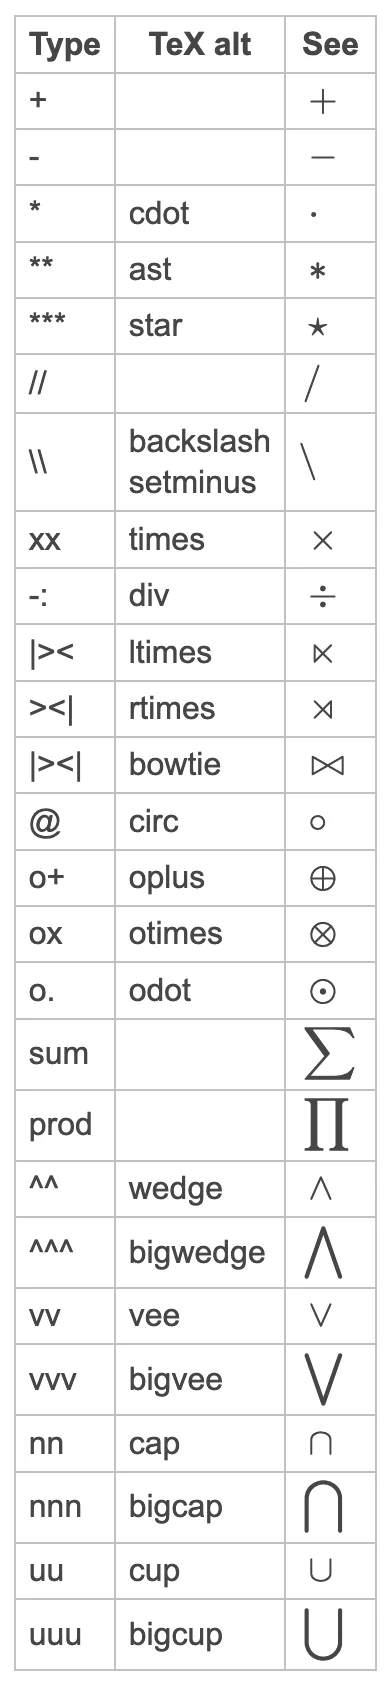 Type TeX alt See
+ +
- −
* cdot ⋅
** ast ∗
*** star ⋆
// /
\\ backslash
setminus \
xx times ×
-: div ÷
|>< ltimes ⋉
><| rtimes ⋊
|><| bowtie ⋈
@ circ ∘
o+ oplus ⊕
ox otimes ⊗
o. odot ⊙
sum ∑
prod ∏
^^ wedge ∧
^^^ bigwedge ⋀
vv vee ∨
vvv bigvee ⋁
nn cap ∩
nnn bigcap ⋂
uu cup ∪
uuu bigcup ⋃